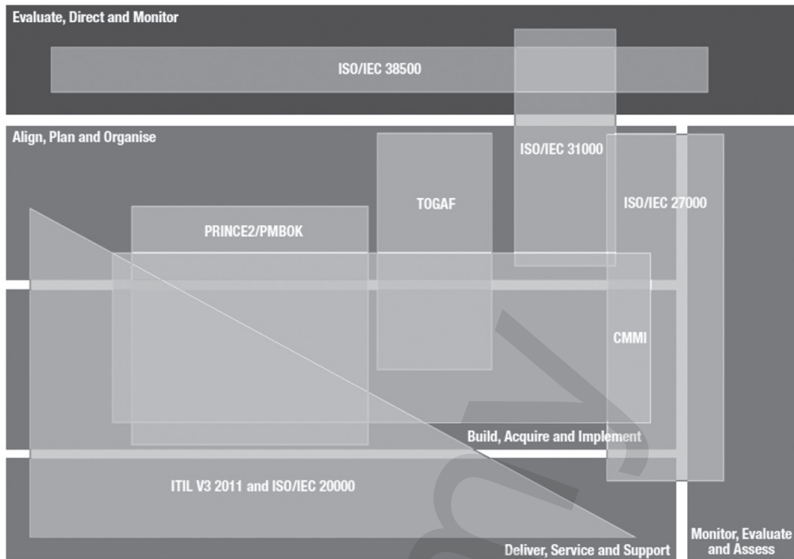 Evaluate, Direct and Monitor
ISO/IEC 38500
Align, Plan and Organise
ISO/IEC 31000
TOGAF
ISO/IEC 27000
PRINCE2/PMBOK
CMMI
Build, Acquire and Implement
ITIL V3 2011 and ISO/IEC 20000
Deliver, Service and Support
Monitor, Evaluate
and Assess
my